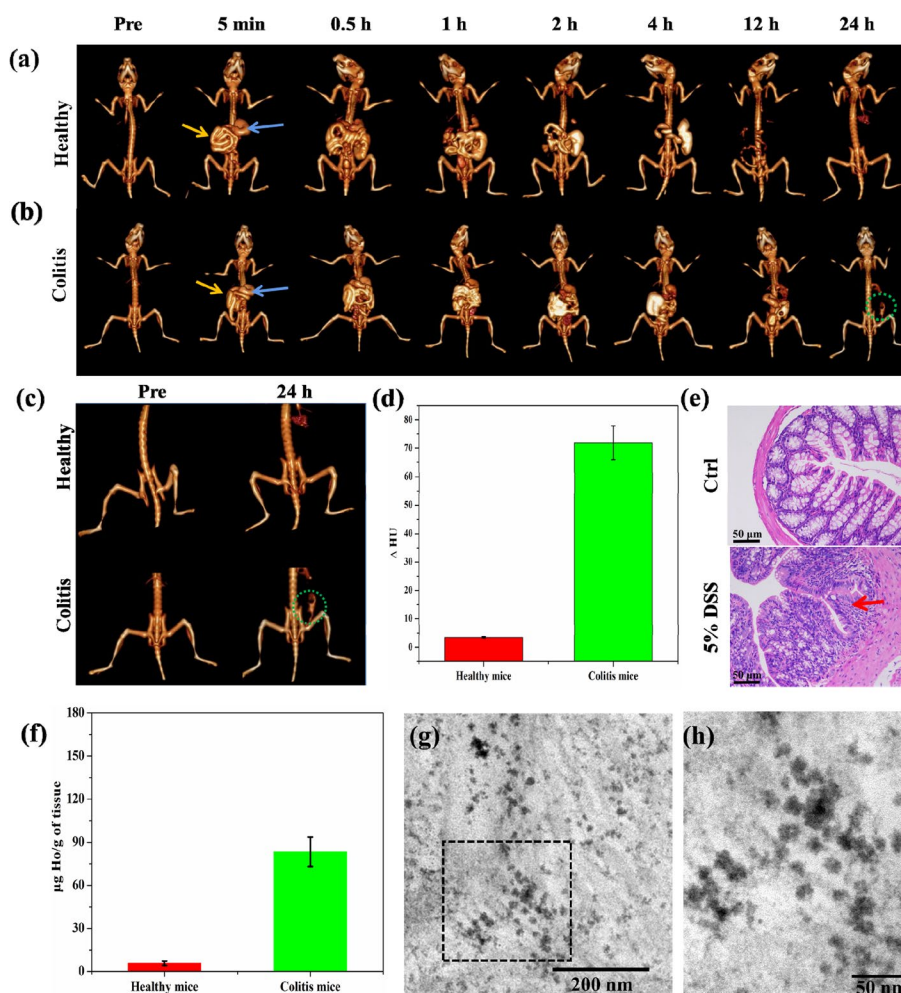 Pre 5 min 0.5 h 1 h 2 h 4 h 12 h 24 h
(a)
Healthy
(b)
Colitis
(c) Pre 24 h
Healthy
Colitis
(d)
80
70
60
50
40
30
20
10
0
Δ HU
Healthy mice Colitis mice
(e)
Ctrl
50 μm
5% DSS
50 μm
(f)
180
150
120
90
60
30
0
μg Ho/g of tissue
Healthy mice Colitis mice
(g)
200 nm
(h)
50 nm